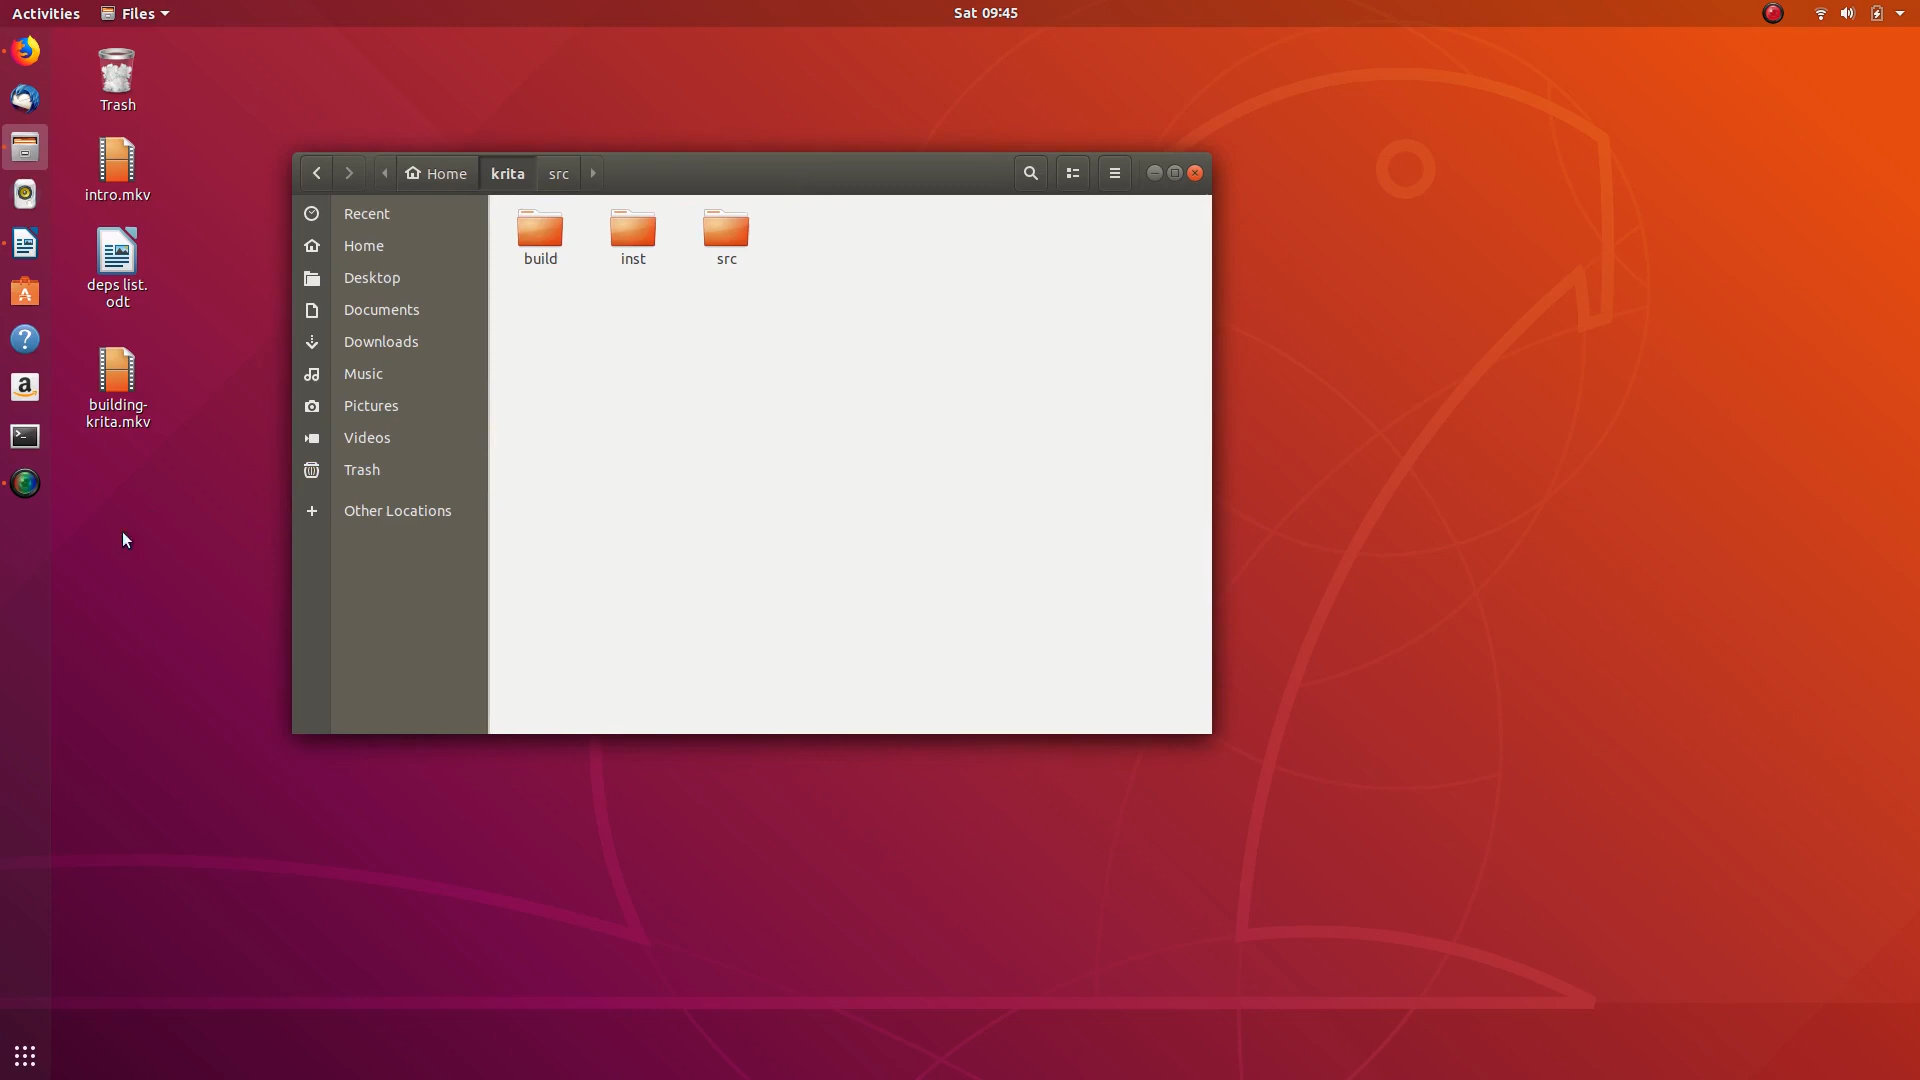 Activities
Files
Sat 09:45
Trash
intro.mkv
deps list.
odt
building-
krita.mkv
Home
krita
src
Recent
Home
Desktop
Documents
Downloads
Music
Pictures
Videos
Trash
Other Locations
build
inst
src